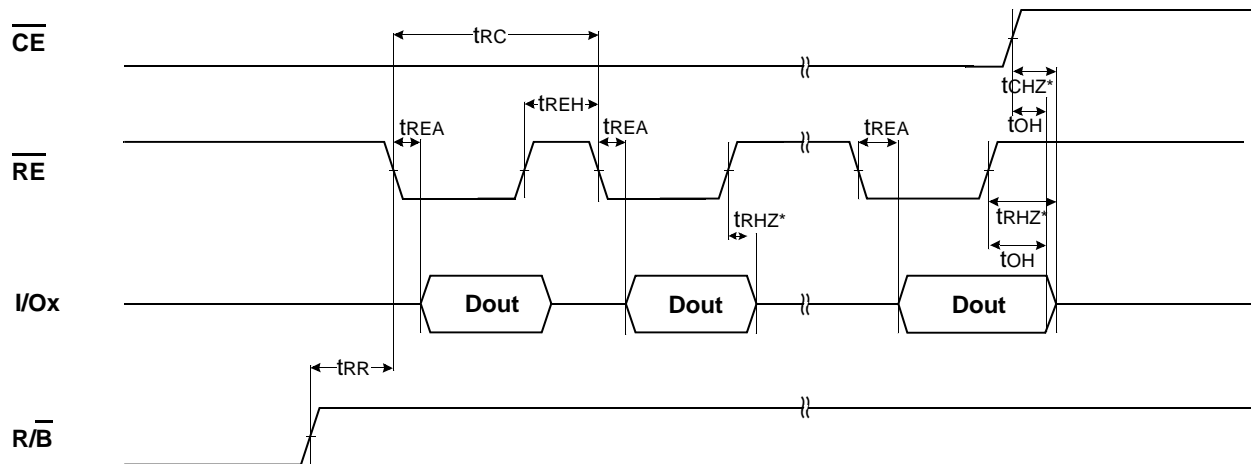 CE
tRC
tCHZ*
tREH
tOH
tREA
tREA
tREA
RE
tRHZ*
tRHZ*
tOH
I/Ox
Dout
Dout
Dout
tRR
R/B